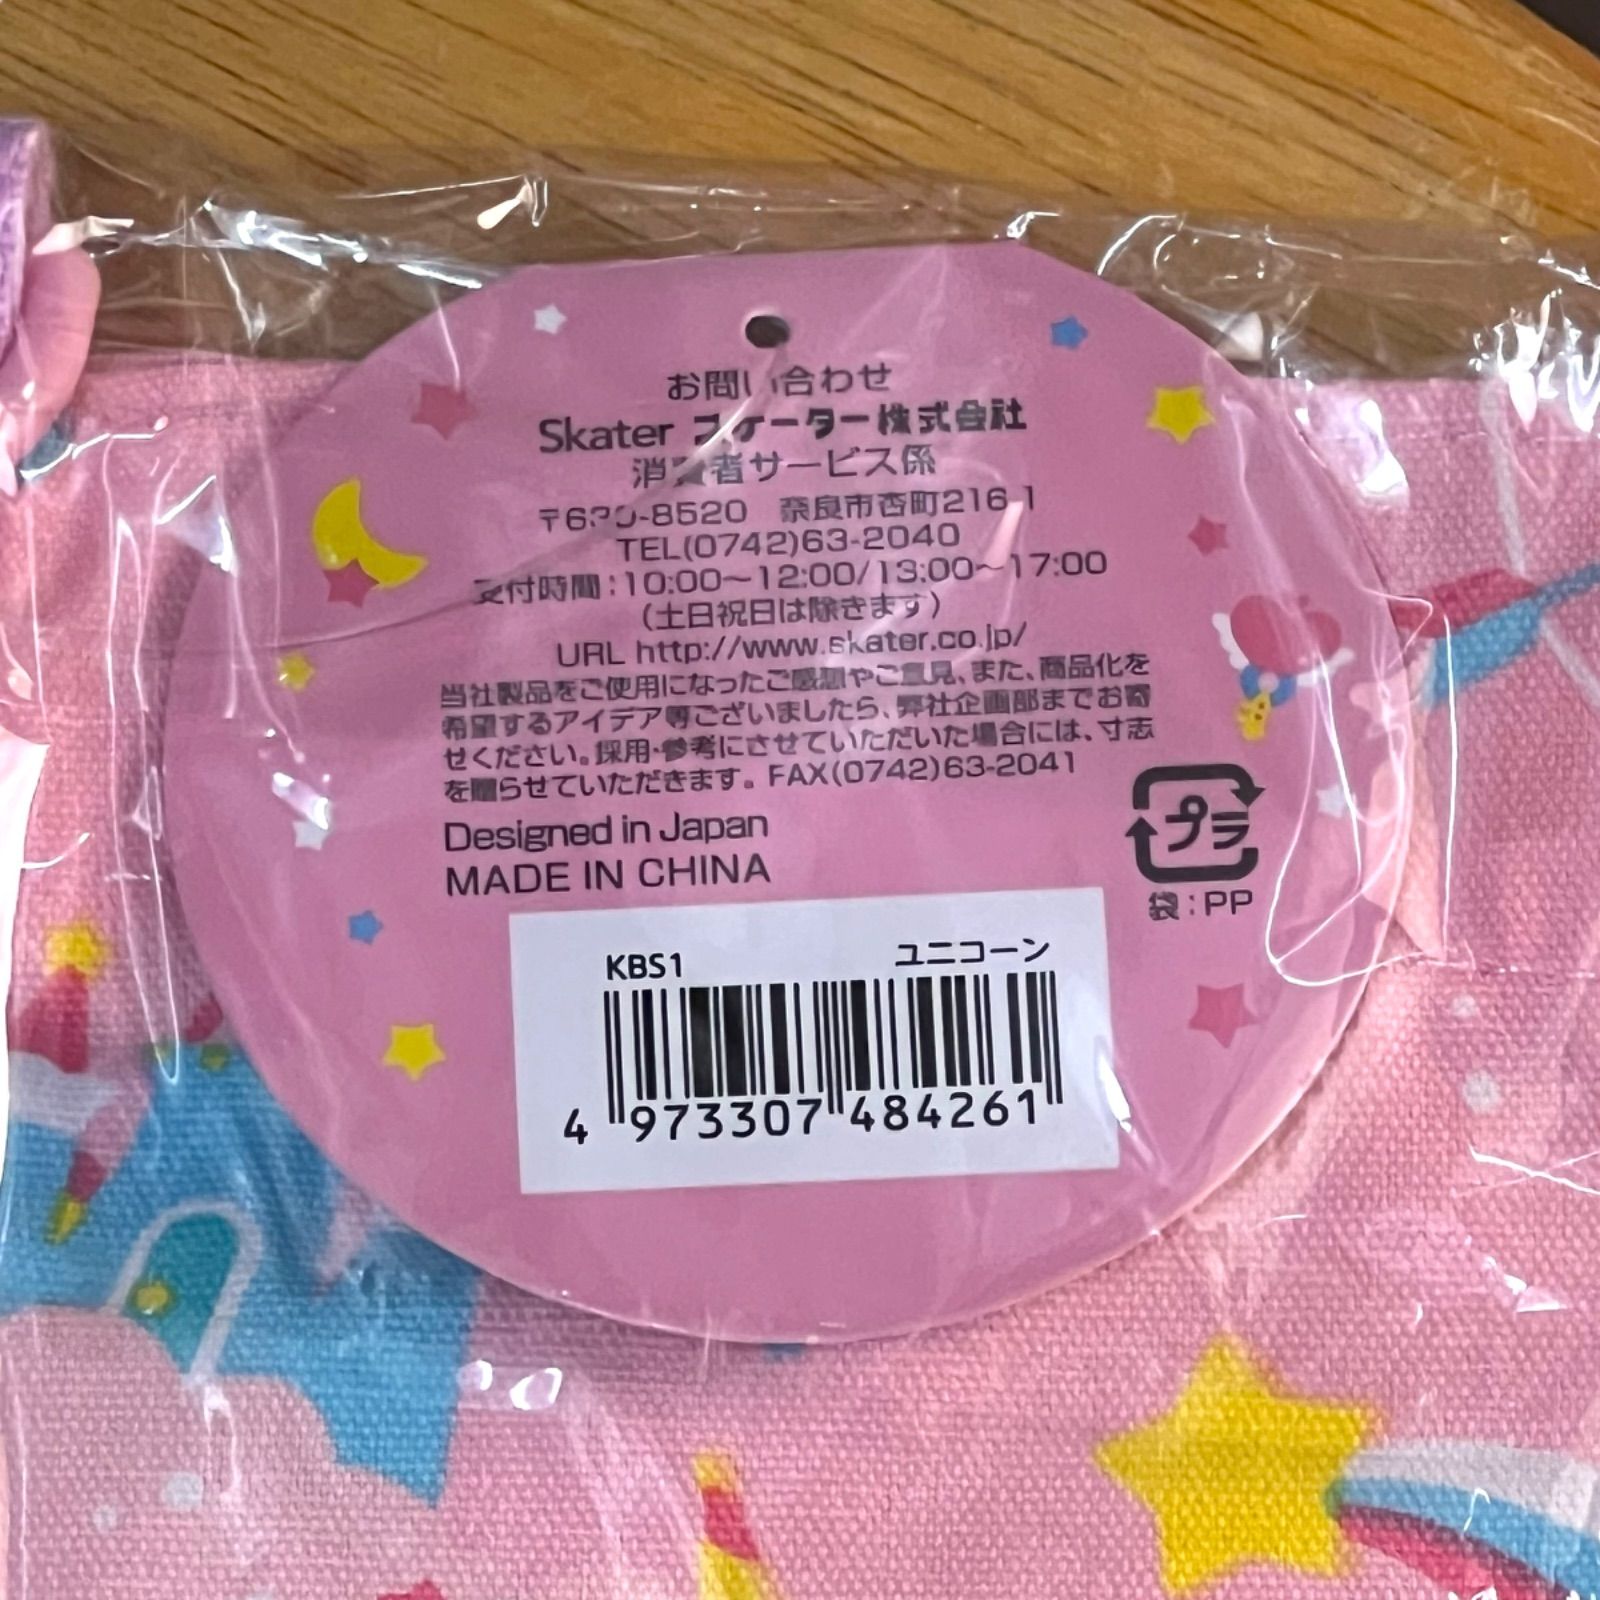 お問い合わせ
Skater スケーター株式会社
消費者サービス係
〒630-8520 奈良市杏町216-1
TEL(0742)63-2040
受付時間:10:00〜12:00/13:00〜17:00
(土日祝日は除きます)
URL http://www.skater.co.jp/
当社製品をご使用になったご感想やご意見、また、商品化を
希望するアイデア等ございましたら、弊社企画部までお寄
せください。採用・参考にさせていただいた場合には、寸志
を贈らせていただきます。FAX(0742)63-2041
Designed in Japan
MADE IN CHINA
プラ
袋:PP
KBS1 ユニコーン
4 973307 484261